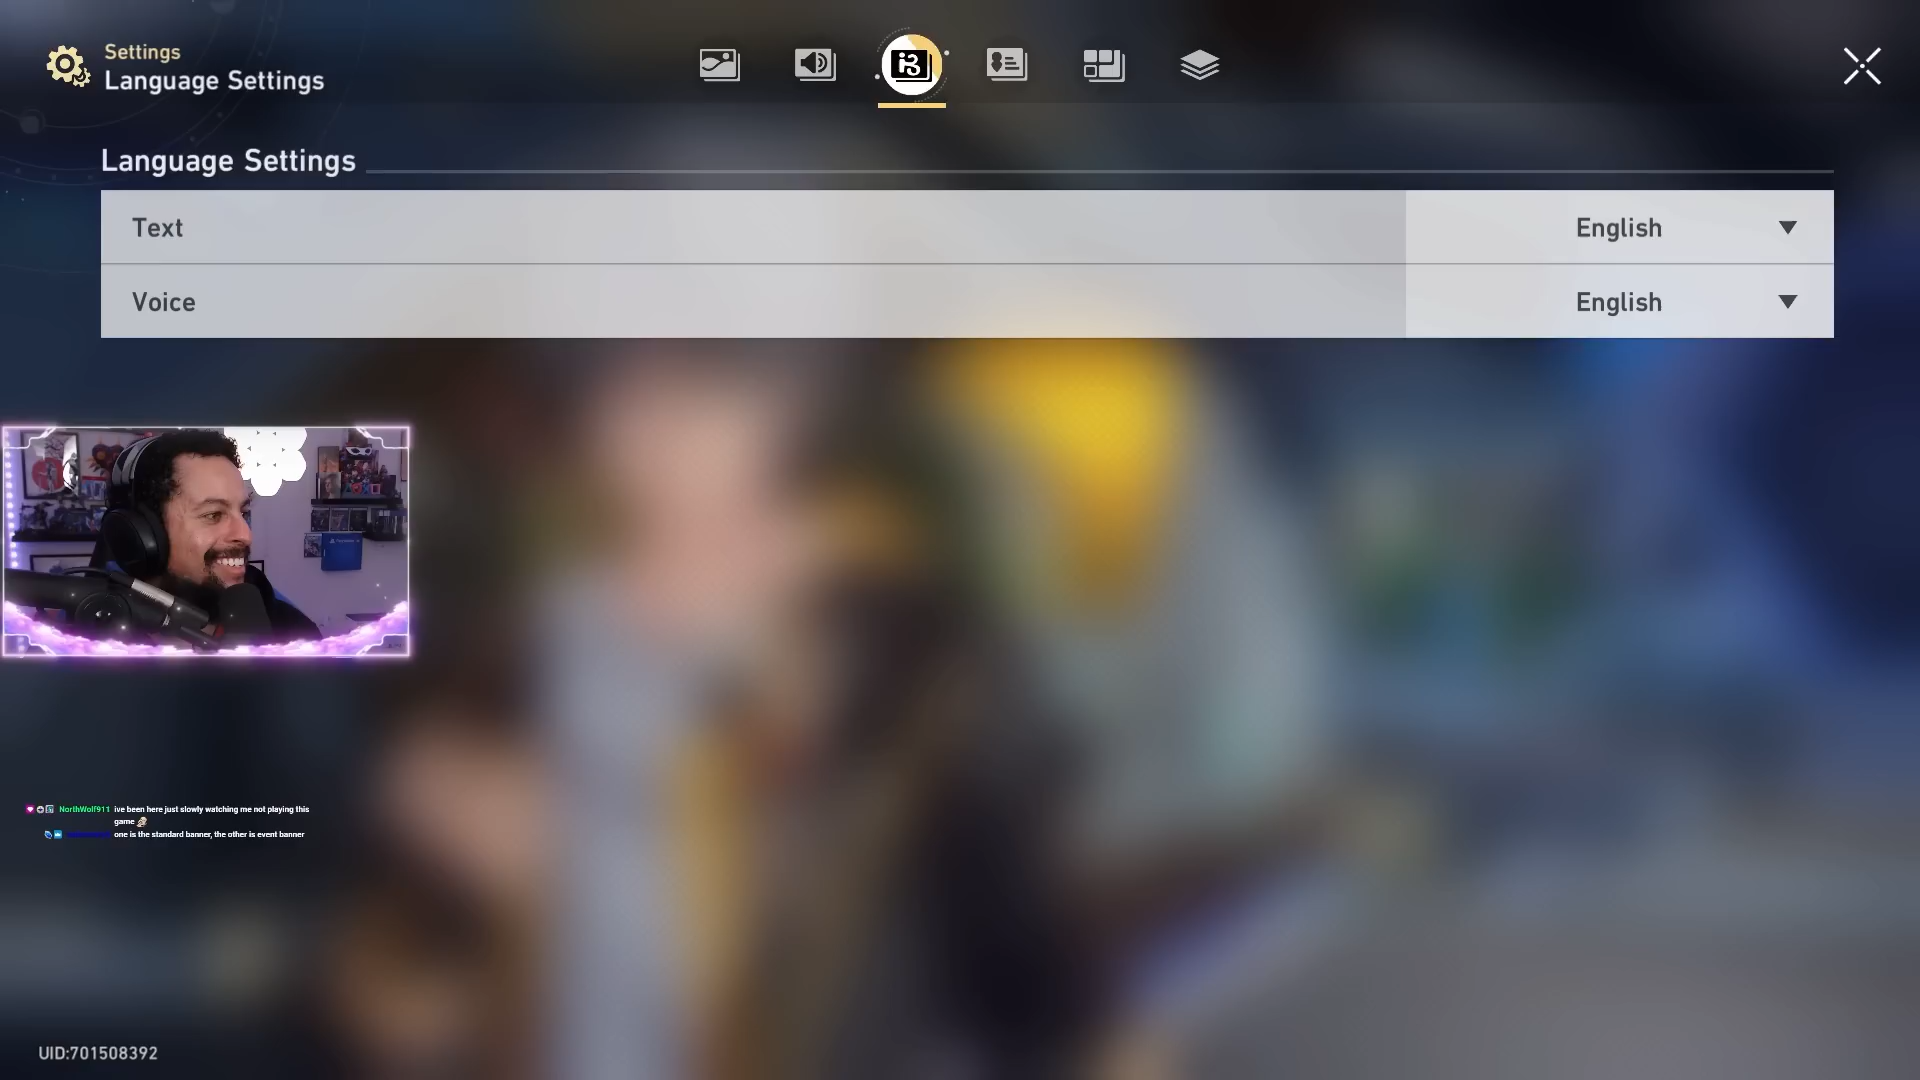 Settings
Language Settings
Language Settings
Text English
Voice English
NorthWolf911 ive been here just slowly watching me not playing this
game
one is the standard banner, the other is event banner
UID:701508392